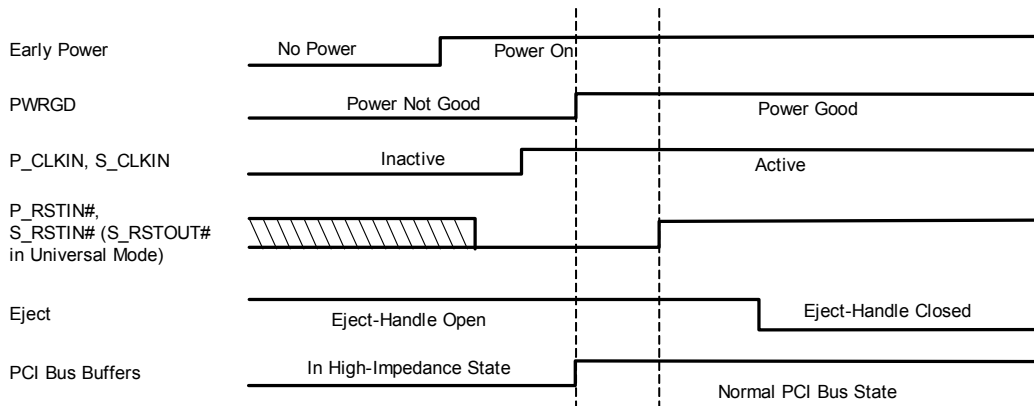 Early Power
No Power
Power On
PWRGD
Power Not Good
Power Good
P_CLKIN, S_CLKIN
Inactive
Active
P_RSTIN#,
S_RSTIN# (S_RSTOUT#
in Universal Mode)
Eject
Eject-Handle Open
Eject-Handle Closed
PCI Bus Buffers
In High-Impedance State
Normal PCI Bus State